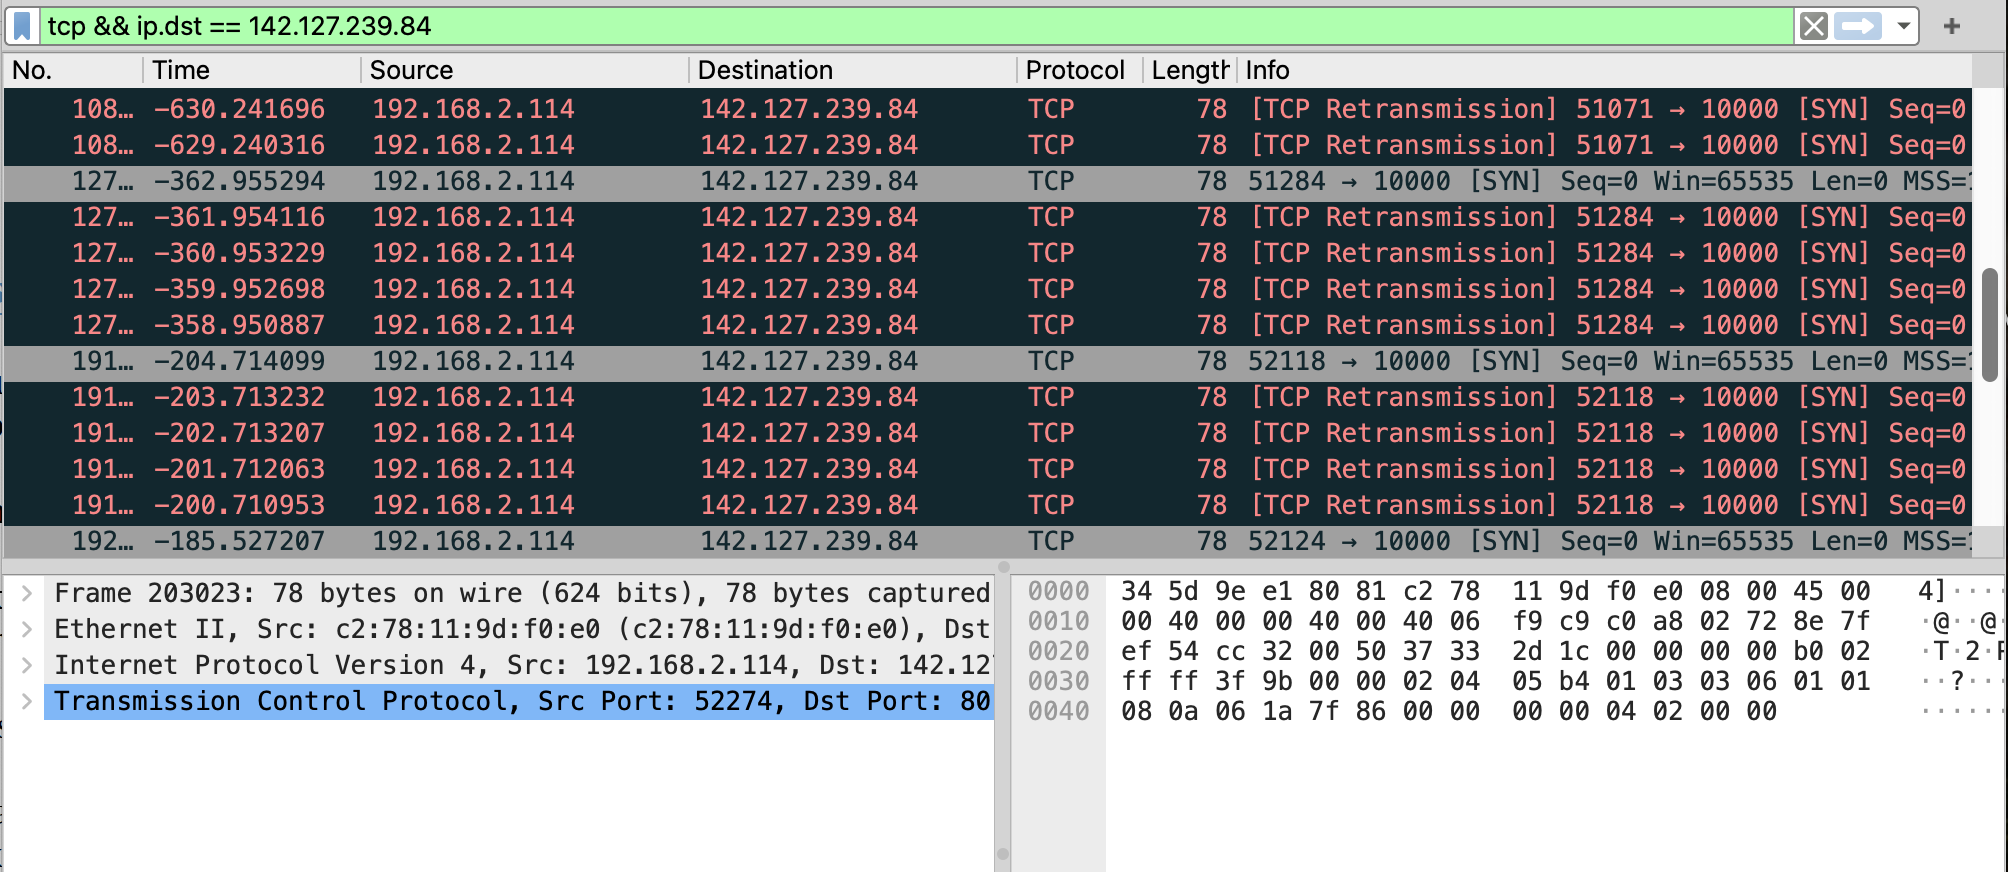 tcp && ip.dst == 142.127.239.84
No. Time Source Destination Protocol Length Info
108… -630.241696 192.168.2.114 142.127.239.84 TCP 78 [TCP Retransmission] 51071 → 10000 [SYN] Seq=0
108… -629.240316 192.168.2.114 142.127.239.84 TCP 78 [TCP Retransmission] 51071 → 10000 [SYN] Seq=0
127… -362.955294 192.168.2.114 142.127.239.84 TCP 78 51284 → 10000 [SYN] Seq=0 Win=65535 Len=0 MSS=1
127… -361.954116 192.168.2.114 142.127.239.84 TCP 78 [TCP Retransmission] 51284 → 10000 [SYN] Seq=0
127… -360.953229 192.168.2.114 142.127.239.84 TCP 78 [TCP Retransmission] 51284 → 10000 [SYN] Seq=0
127… -359.952698 192.168.2.114 142.127.239.84 TCP 78 [TCP Retransmission] 51284 → 10000 [SYN] Seq=0
127… -358.950887 192.168.2.114 142.127.239.84 TCP 78 [TCP Retransmission] 51284 → 10000 [SYN] Seq=0
191… -204.714099 192.168.2.114 142.127.239.84 TCP 78 52118 → 10000 [SYN] Seq=0 Win=65535 Len=0 MSS=1
191… -203.713232 192.168.2.114 142.127.239.84 TCP 78 [TCP Retransmission] 52118 → 10000 [SYN] Seq=0
191… -202.713207 192.168.2.114 142.127.239.84 TCP 78 [TCP Retransmission] 52118 → 10000 [SYN] Seq=0
191… -201.712063 192.168.2.114 142.127.239.84 TCP 78 [TCP Retransmission] 52118 → 10000 [SYN] Seq=0
191… -200.710953 192.168.2.114 142.127.239.84 TCP 78 [TCP Retransmission] 52118 → 10000 [SYN] Seq=0
192… -185.527207 192.168.2.114 142.127.239.84 TCP 78 52124 → 10000 [SYN] Seq=0 Win=65535 Len=0 MSS=1
Frame 203023: 78 bytes on wire (624 bits), 78 bytes captured
Ethernet II, Src: c2:78:11:9d:f0:e0 (c2:78:11:9d:f0:e0), Dst
Internet Protocol Version 4, Src: 192.168.2.114, Dst: 142.127
Transmission Control Protocol, Src Port: 52274, Dst Port: 80
0000 34 5d 9e e1 80 81 c2 78 11 9d f0 e0 08 00 45 00 4]····
0010 00 40 00 00 40 00 40 06 f9 c9 c0 a8 02 72 8e 7f ·@··@·
0020 ef 54 cc 32 00 50 37 33 2d 1c 00 00 00 00 b0 02 ·T·2·P
0030 ff ff 3f 9b 00 00 02 04 05 b4 01 03 03 06 01 01 ··?···
0040 08 0a 06 1a 7f 86 00 00 00 00 04 02 00 00 ······